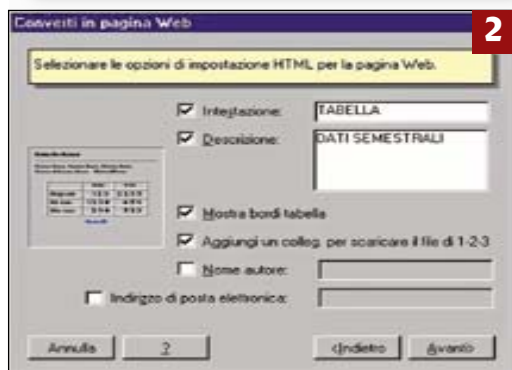 Converti in pagina Web
2
Selezionare le opzioni di impostazione HTML per la pagina Web.
Intestazione: TABELLA
Descrizione: DATI SEMESTRALI
Mostra bordi tabella
Aggiungi un colleg. per scaricare il file di 1-2-3
Nome autore:
Indirizzo di posta elettronica:
Annulla ? <Indietro Avanti>